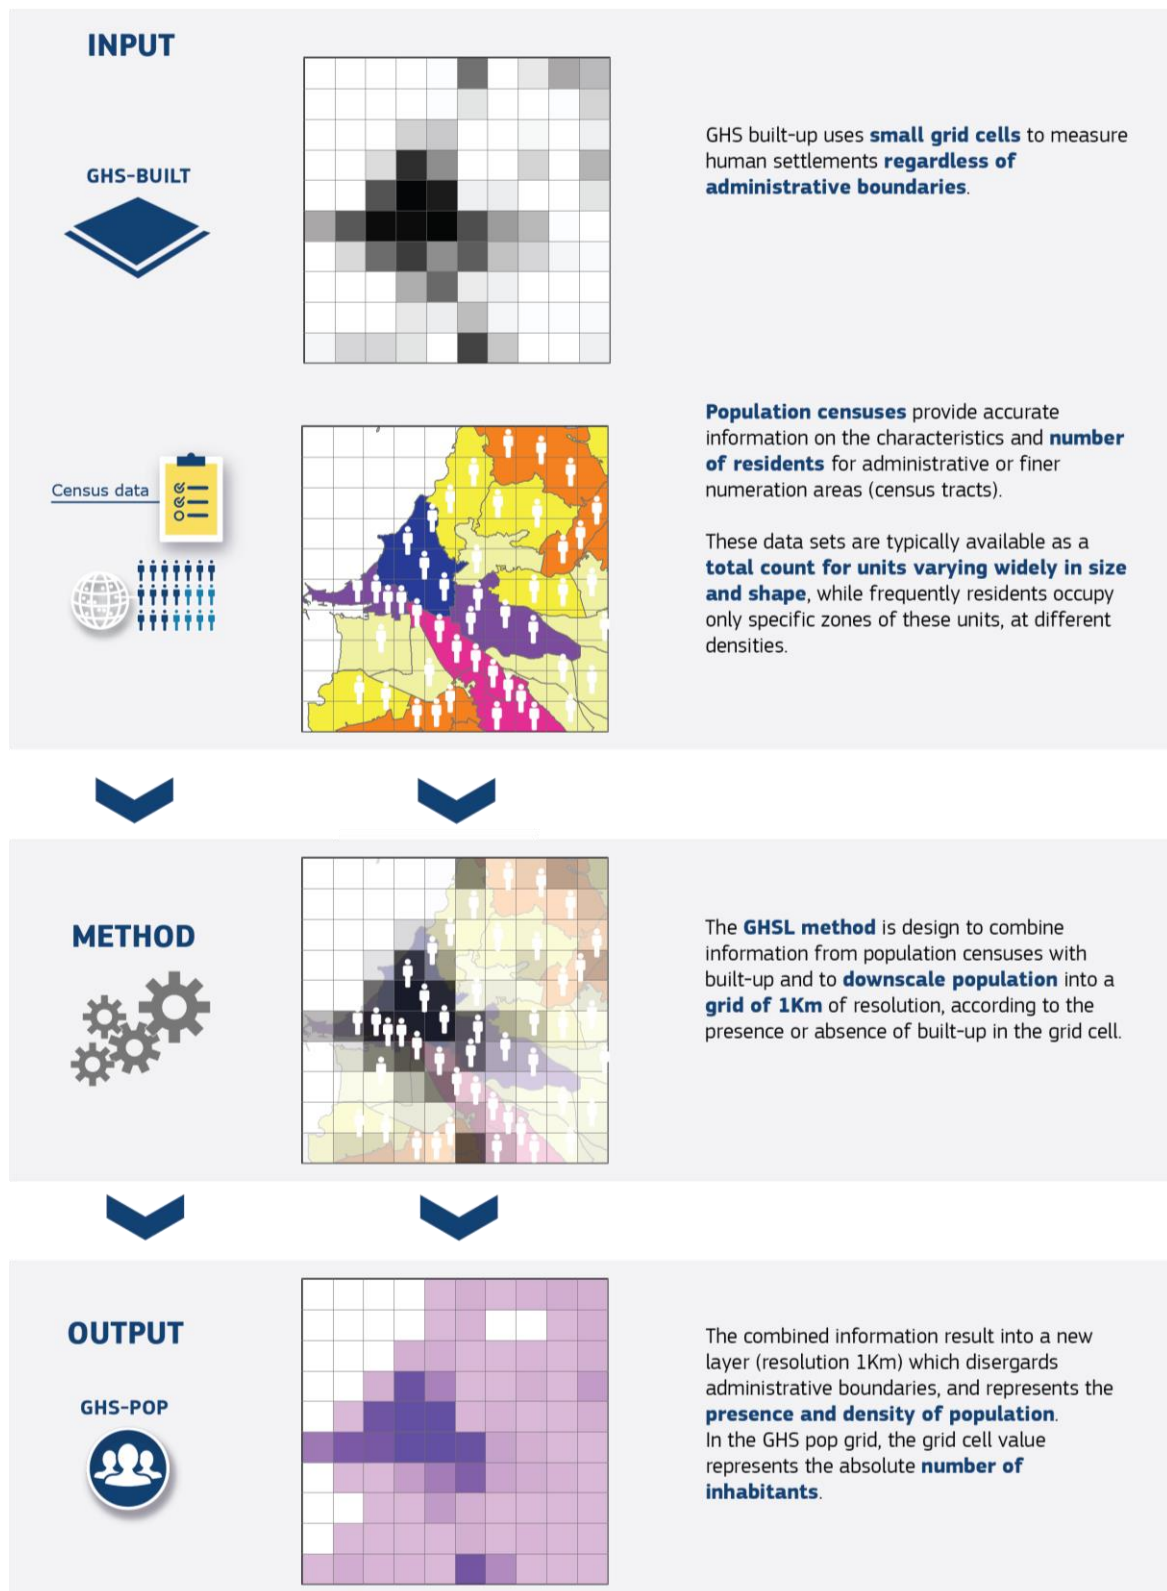 INPUT
GHS-BUILT
GHS built-up uses small grid cells to measure
human settlements regardless of
administrative boundaries.
Census data
Population censuses provide accurate
information on the characteristics and number
of residents for administrative or finer
numeration areas (census tracts).
These data sets are typically available as a
total count for units varying widely in size
and shape, while frequently residents occupy
only specific zones of these units, at different
densities.
METHOD
The GHSL method is design to combine
information from population censuses with
built-up and to downscale population into a
grid of 1Km of resolution, according to the
presence or absence of built-up in the grid cell.
OUTPUT
GHS-POP
The combined information result into a new
layer (resolution 1Km) which disergards
administrative boundaries, and represents the
presence and density of population.
In the GHS pop grid, the grid cell value
represents the absolute number of
inhabitants.